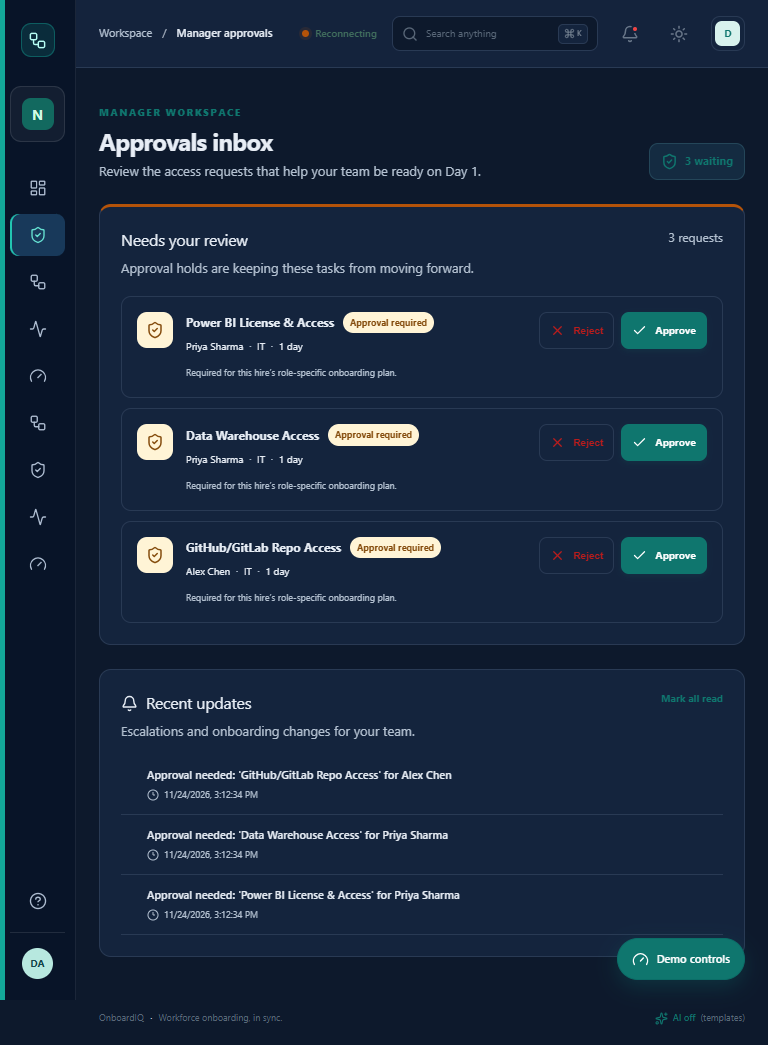 Workspace / Manager approvals
Reconnecting
Search anything
⌘ K
D
N
MANAGER WORKSPACE
Approvals inbox
Review the access requests that help your team be ready on Day 1.
3 waiting
Needs your review
3 requests
Approval holds are keeping these tasks from moving forward.
Power BI License & Access
Approval required
Priya Sharma · IT · 1 day
Required for this hire's role-specific onboarding plan.
Reject
Approve
Data Warehouse Access
Approval required
Priya Sharma · IT · 1 day
Required for this hire's role-specific onboarding plan.
Reject
Approve
GitHub/GitLab Repo Access
Approval required
Alex Chen · IT · 1 day
Required for this hire's role-specific onboarding plan.
Reject
Approve
Recent updates
Mark all read
Escalations and onboarding changes for your team.
Approval needed: 'GitHub/GitLab Repo Access' for Alex Chen
11/24/2026, 3:12:34 PM
Approval needed: 'Data Warehouse Access' for Priya Sharma
11/24/2026, 3:12:34 PM
Approval needed: 'Power BI License & Access' for Priya Sharma
11/24/2026, 3:12:34 PM
Demo controls
DA
OnboardIQ · Workforce onboarding, in sync.
AI off (templates)